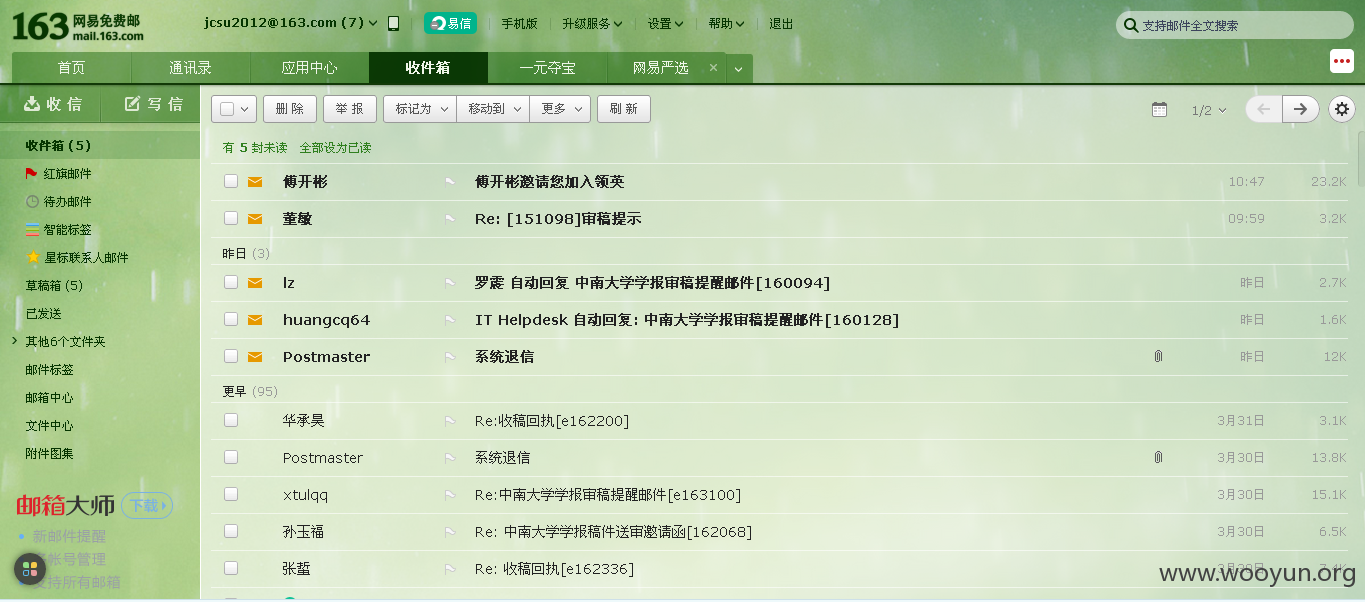 163 网易免费邮 mail.163.com jcsu2012@163.com (7) 易信 手机版 升级服务 设置 帮助 退出 支持邮件全文搜索
首页 通讯录 应用中心 收件箱 一元夺宝 网易严选 ×
收信 写信 删除 举报 标记为 移动到 更多 刷新 1/2
收件箱 (5)
红旗邮件
待办邮件
智能标签
星标联系人邮件
草稿箱 (5)
已发送
其他6个文件夹
邮件标签
邮箱中心
文件中心
附件图集
邮箱大师 下载
新邮件提醒
帐号管理
支持所有邮箱
有 5 封未读 全部设为已读
傅开彬 傅开彬邀请您加入领英 10:47 23.2K
董敏 Re: [151098]审稿提示 09:59 3.2K
昨日 (3)
lz 罗震 自动回复 中南大学学报审稿提醒邮件[160094] 昨日 2.7K
huangcq64 IT Helpdesk 自动回复: 中南大学学报审稿提醒邮件[160128] 昨日 1.6K
Postmaster 系统退信 昨日 12K
更早 (95)
华承昊 Re:收稿回执[e162200] 3月31日 3.1K
Postmaster 系统退信 3月30日 13.8K
xtulqq Re:中南大学学报审稿提醒邮件[e163100] 3月30日 15.1K
孙玉福 Re: 中南大学学报稿件送审邀请函[162068] 3月30日 6.5K
张蜇 Re: 收稿回执[e162336] 3月30日
www.wooyun.org